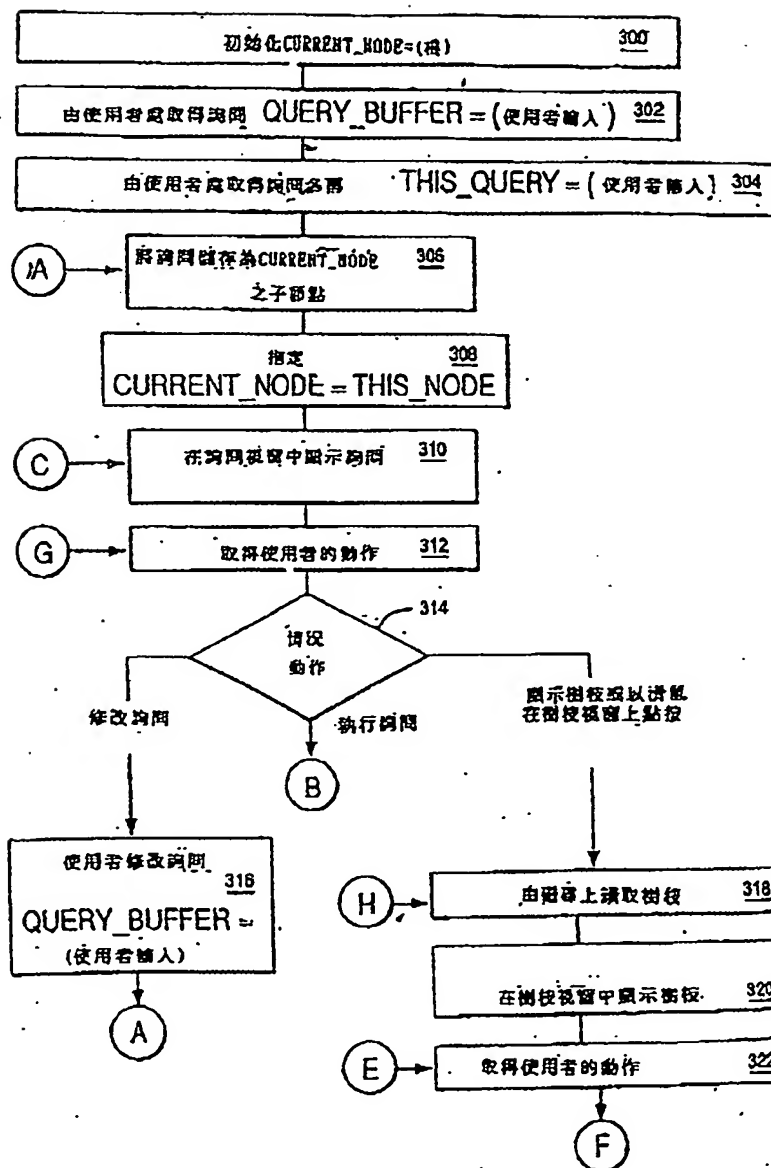 初始化CURRENT_NODE=(根) 300
由使用者處取得詢問 QUERY_BUFFER = (使用者輸入) 302
由使用者處取得詢問名稱 THIS_QUERY = (使用者輸入) 304
A
將詢問儲存為CURRENT_NODE 306
之子節點
指定 308
CURRENT_NODE = THIS_NODE
C
在詢問視窗中顯示詢問 310
G
取得使用者的動作 312
314
情況
動作
修改詢問
執行詢問
顯示樹枝或以滑鼠
在樹枝視窗上點按
B
使用者修改詢問
316
QUERY_BUFFER =
(使用者輸入)
A
H
由磁碟上讀取樹枝 318
在樹枝視窗中顯示樹枝. 320
E
取得使用者的動作 322
F